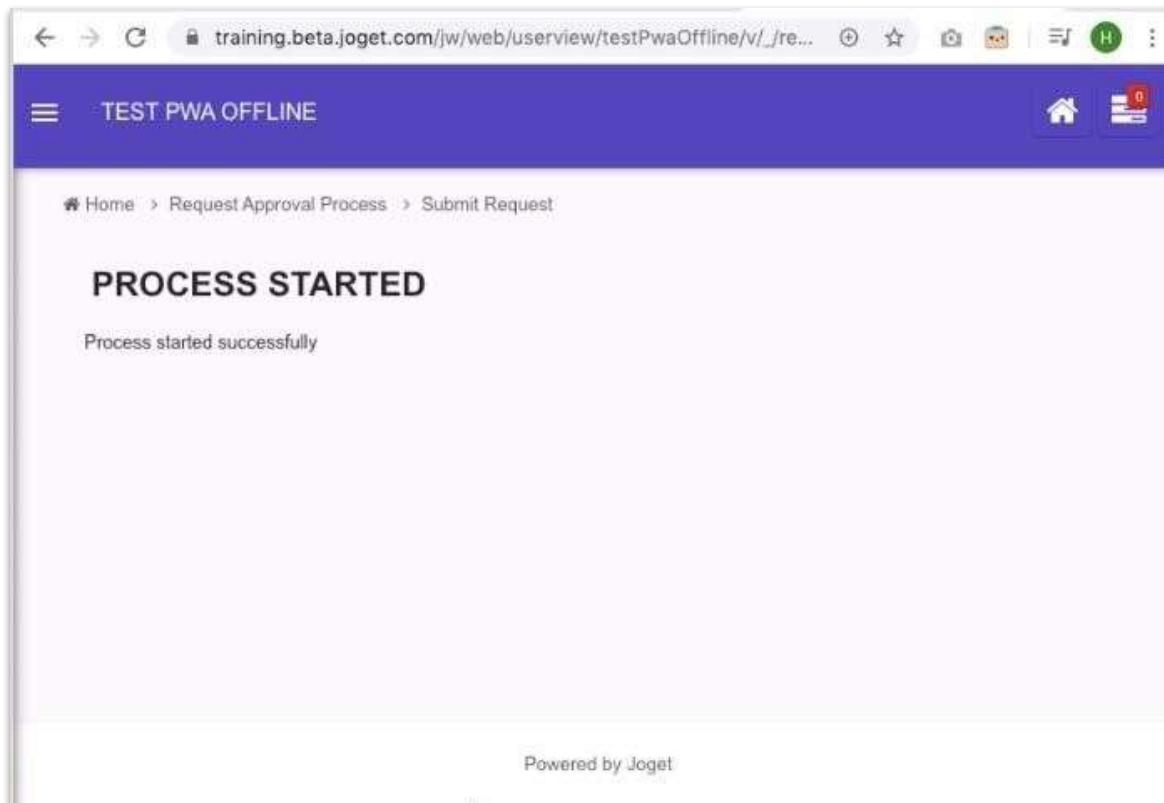 training.beta.joget.com/jw/web/userview/testPwaOffline/v/_/re...
H
TEST PWA OFFLINE
0
Home > Request Approval Process > Submit Request
PROCESS STARTED
Process started successfully
Powered by Joget